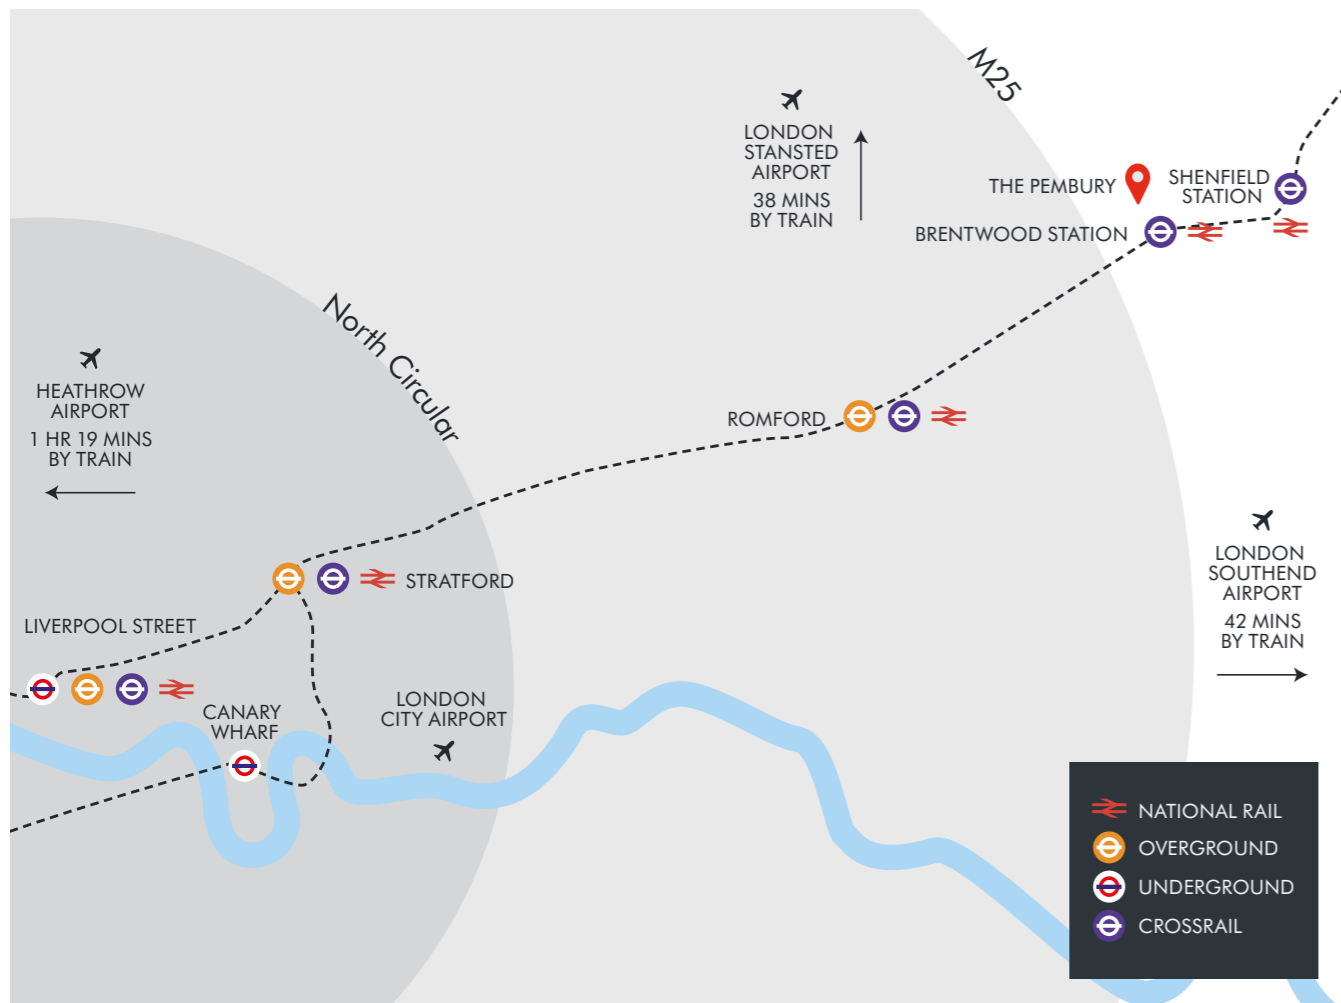 M25
LONDON
STANSTED
AIRPORT
38 MINS
BY TRAIN
THE PEMBURY
SHENFIELD
STATION
BRENTWOOD STATION
North Circular
HEATHROW
AIRPORT
1 HR 19 MINS
BY TRAIN
ROMFORD
LONDON
SOUTHEND
AIRPORT
42 MINS
BY TRAIN
STRATFORD
LIVERPOOL STREET
CANARY
WHARF
LONDON
CITY AIRPORT
NATIONAL RAIL
OVERGROUND
UNDERGROUND
CROSSRAIL